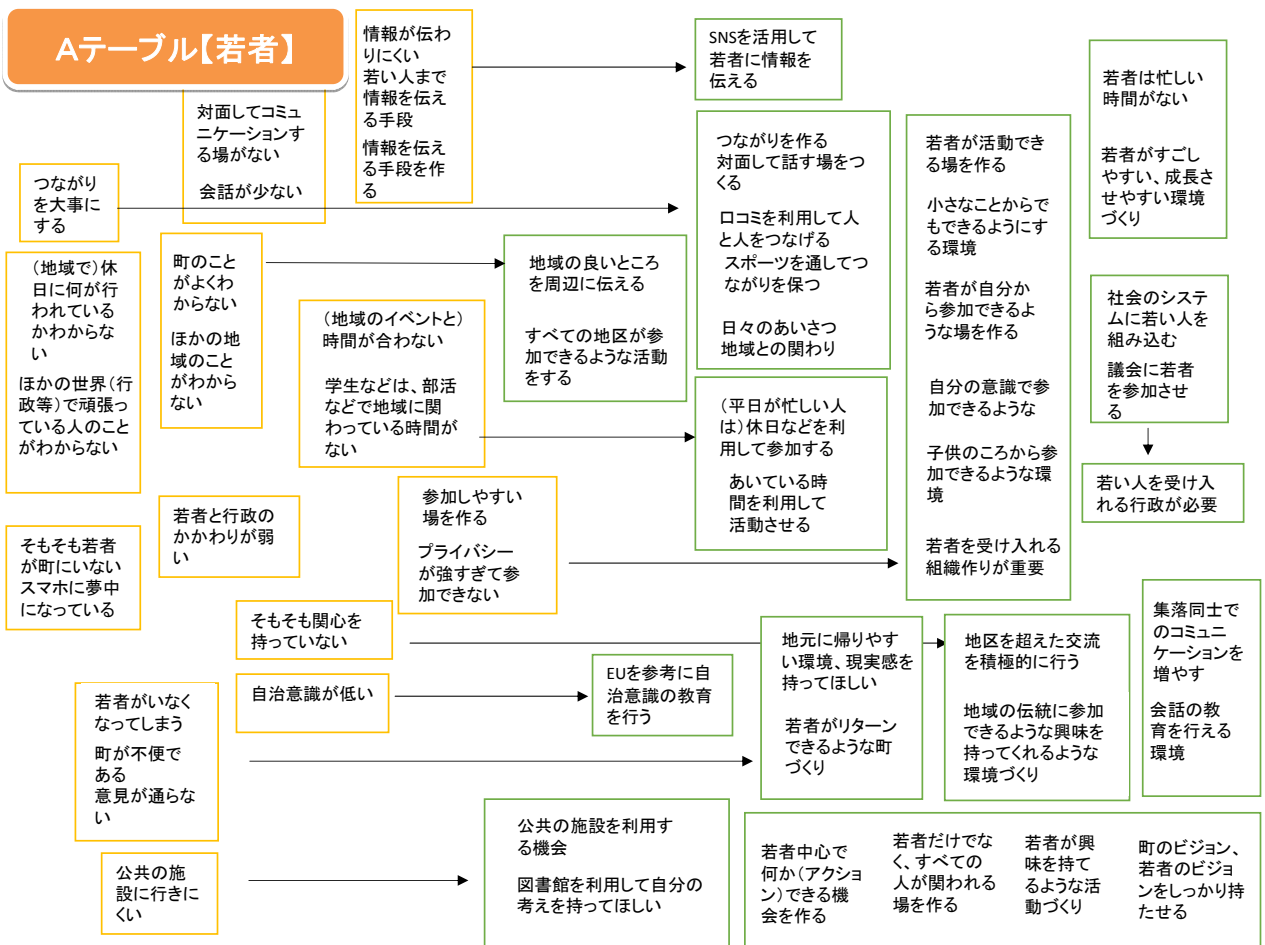 Aテーブル【若者】
情報が伝わ
りにくい
若い人まで
情報を伝え
る手段
情報を伝え
る手段を作
る
SNSを活用して
若者に情報を
伝える
若者は忙しい
時間がない
若者がすごし
やすい、成長さ
せやすい環境
づくり
対面してコミュ
ニケーションす
る場がない
会話が少ない
つながり
を大事に
する
つながりを作る
対面して話す場をつ
くる
口コミを利用して人
と人をつなげる
スポーツを通してつ
ながりを保つ
日々のあいさつ
地域との関わり
若者が活動でき
る場を作る
小さなことからで
もできるようにす
る環境
若者が自分か
ら参加できるよ
うな場を作る
自分の意識で参
加できるような
子供のころから参
加できるような環
境
若者を受け入れる
組織作りが重要
(地域で)休
日に何が行
われている
かわからな
い
ほかの世界(行
政等)で頑張っ
ている人のこと
がわからない
町のこと
がよくわ
からない
ほかの地
域のこと
がわから
ない
地域の良いところ
を周辺に伝える
すべての地区が参
加できるような活動
をする
(地域のイベントと)
時間が合わない
学生などは、部活
などで地域に関
わっている時間が
ない
社会のシステ
ムに若い人を
組み込む
議会に若者
を参加させ
る
若い人を受け入
れる行政が必要
(平日が忙しい人
は)休日などを利
用して参加する
あいている時
間を利用して
活動させる
参加しやすい
場を作る
プライバシー
が強すぎて参
加できない
若者と行政の
かかわりが弱
い
そもそも若者
が町にいない
スマホに夢中
になっている
そもそも関心を
持っていない
自治意識が低い
EUを参考に自
治意識の教育
を行う
地元に帰りやす
い環境、現実感を
持ってほしい
若者がリターン
できるような町
づくり
地区を超えた交流
を積極的に行う
地域の伝統に参加
できるような興味を
持ってくれるような
環境づくり
集落同士で
のコミュニ
ケーションを
増やす
会話の教
育を行える
環境
若者がいなく
なってしまう
町が不便で
ある
意見が通らな
い
公共の施
設に行きに
くい
公共の施設を利用す
る機会
図書館を利用して自分の
考えを持ってほしい
若者中心で
何か(アクショ
ン)できる機
会を作る
若者だけでな
く、すべての
人が関われる
場を作る
若者が興
味を持て
るような活
動づくり
町のビジョン、
若者のビジョ
ンをしっかり持
たせる